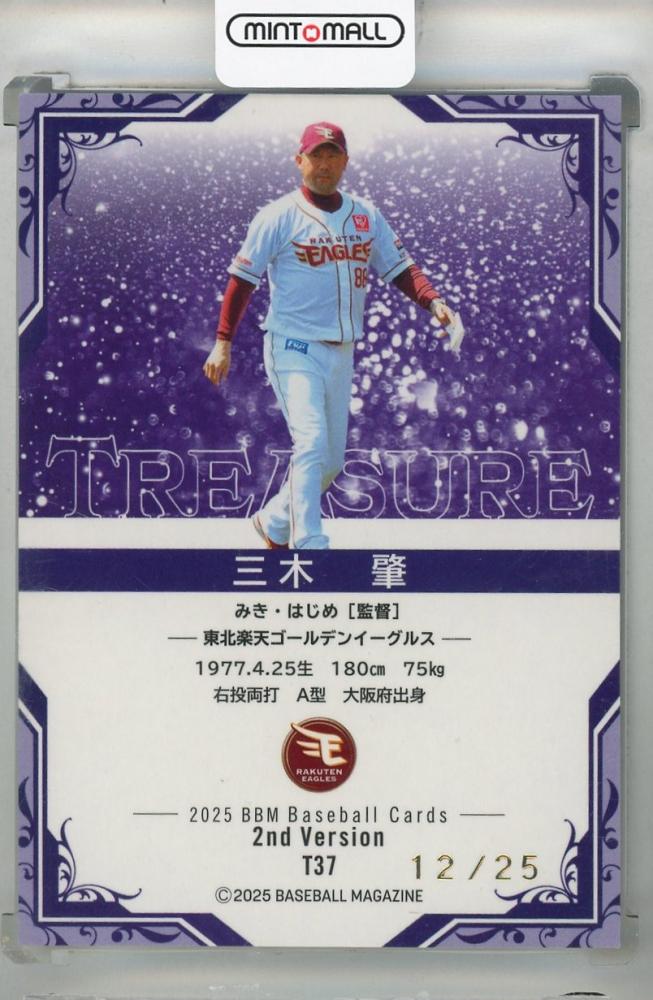 MINT MALL
RAKUTEN
EAGLES
88
TREASURE
三木 肇
みき・はじめ［監督］
東北楽天ゴールデンイーグルス
1977.4.25生 180㎝ 75㎏
右投両打 A型 大阪府出身
E
RAKUTEN
EAGLES
2025 BBM Baseball Cards
2nd Version
T37
12/25
©2025 BASEBALL MAGAZINE